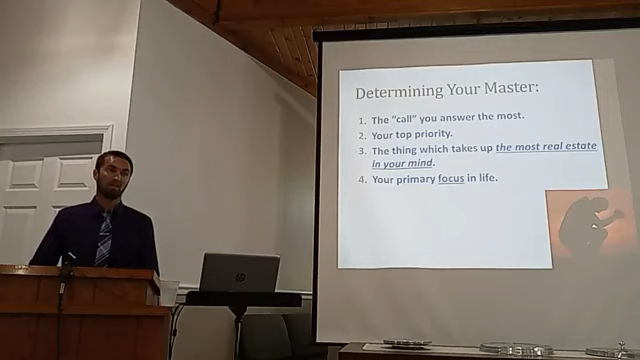 Determining Your Master:
1. The “call” you answer the most.
2. Your top priority.
3. The thing which takes up the most real estate
in your mind.
4. Your primary focus in life.
hp